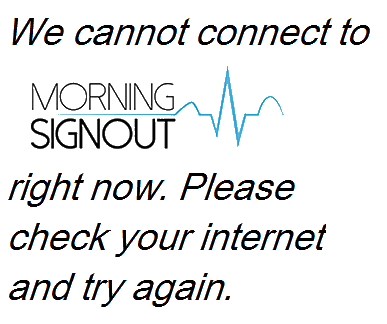 We cannot connect to
MORNING
SIGNOUT
right now. Please
check your internet
and try again.